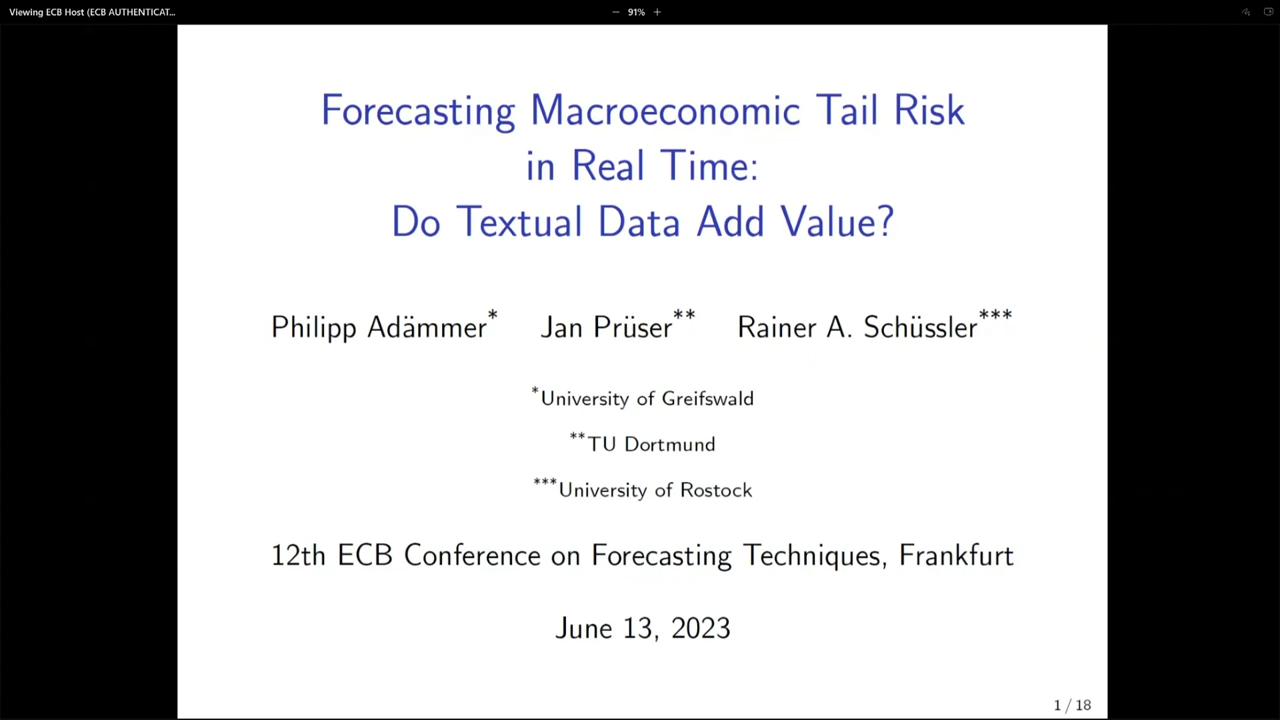 Viewing ECB Host (ECB AUTHENTICAT...
− 91% +
Forecasting Macroeconomic Tail Risk
in Real Time:
Do Textual Data Add Value?
Philipp Adämmer* Jan Prüser** Rainer A. Schüssler***
*University of Greifswald
**TU Dortmund
***University of Rostock
12th ECB Conference on Forecasting Techniques, Frankfurt
June 13, 2023
1 / 18